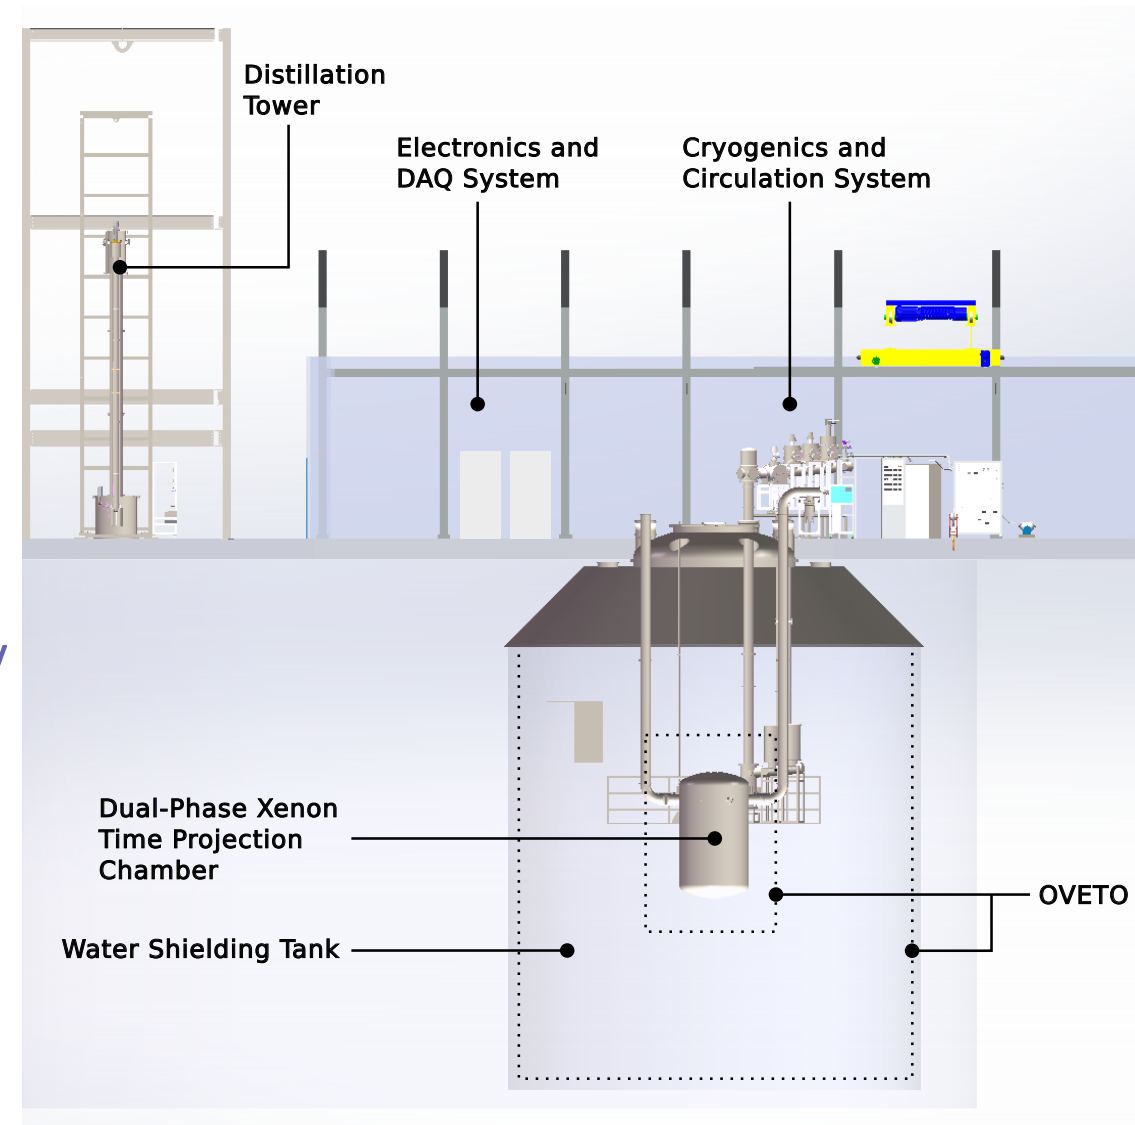 Distillation
Tower
Electronics and
DAQ System
Cryogenics and
Circulation System
Dual-Phase Xenon
Time Projection
Chamber
OVETO
Water Shielding Tank